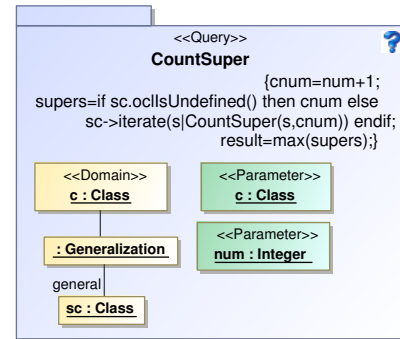 <<Query>>
CountSuper
{cnum=num+1;
supers=if sc.oclIsUndefined() then cnum else
sc->iterate(s|CountSuper(s,cnum)) endif;
result=max(supers);}
<<Domain>>
c : Class
<<Parameter>>
c : Class
: Generalization
<<Parameter>>
num : Integer
general
sc : Class